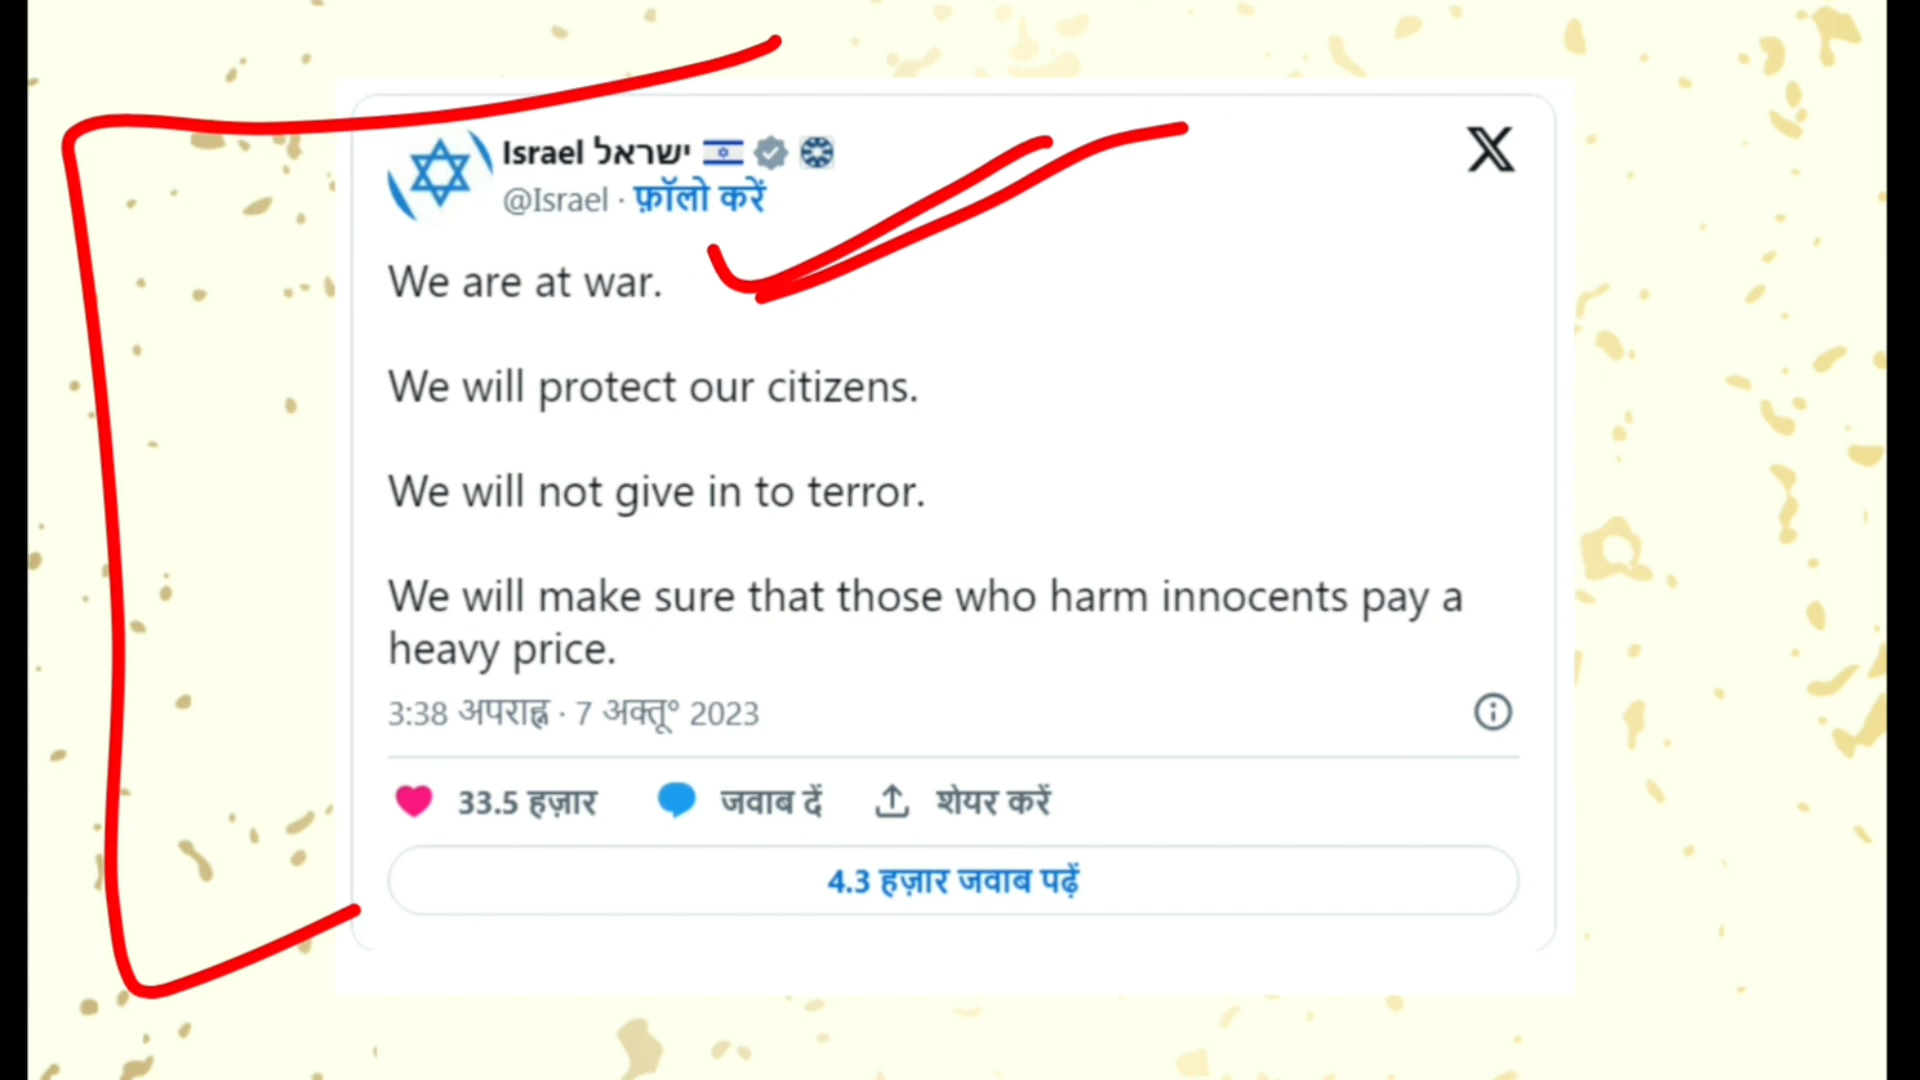 Israel ישראל
@Israel · फ़ॉलो करें
We are at war.
We will protect our citizens.
We will not give in to terror.
We will make sure that those who harm innocents pay a
heavy price.
3:38 अपराह्न · 7 अक्तू॰ 2023
33.5 हज़ार जवाब दें शेयर करें
4.3 हज़ार जवाब पढ़ें